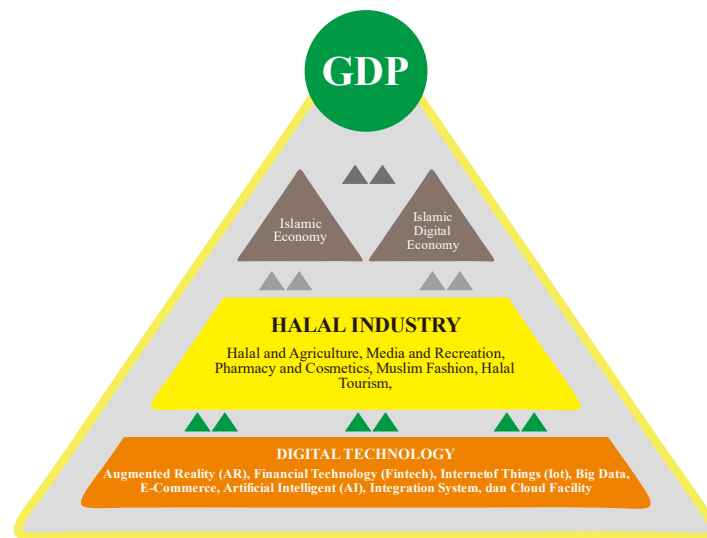 GDP
Islamic
Economy
Islamic
Digital
Economy
HALAL INDUSTRY
Halal and Agriculture, Media and Recreation,
Pharmacy and Cosmetics, Muslim Fashion, Halal
Tourism,
DIGITAL TECHNOLOGY
Augmented Reality (AR), Financial Technology (Fintech), Internetof Things (Iot), Big Data,
E-Commerce, Artificial Intelligent (AI), Integration System, dan Cloud Facility